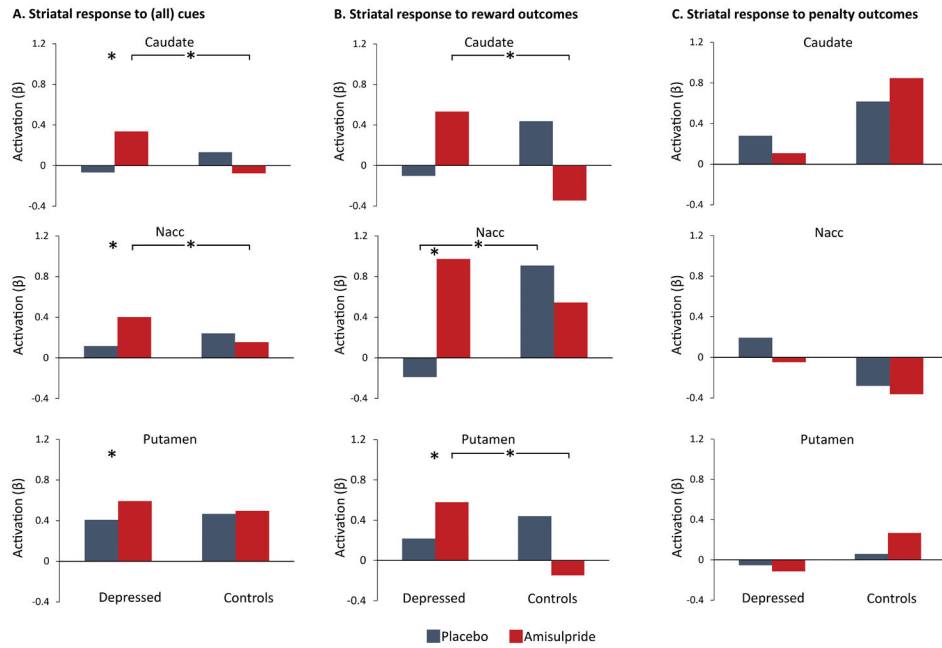 A. Striatal response to (all) cues
B. Striatal response to reward outcomes
C. Striatal response to penalty outcomes
Caudate
Caudate
Caudate
Activation (β)
1.2
0.8
0.4
0
-0.4
*
*
Activation (β)
1.2
0.8
0.4
0
-0.4
*
Activation (β)
1.2
0.8
0.4
0
-0.4
Nacc
Nacc
Nacc
Activation (β)
1.2
0.8
0.4
0
-0.4
*
*
Activation (β)
1.2
0.8
0.4
0
-0.4
*
*
Activation (β)
1.2
0.8
0.4
0
-0.4
Putamen
Putamen
Putamen
Activation (β)
1.2
0.8
0.4
0
-0.4
*
Activation (β)
1.2
0.8
0.4
0
-0.4
*
*
Activation (β)
1.2
0.8
0.4
0
-0.4
Depressed Controls
Depressed Controls
Depressed Controls
Placebo Amisulpride